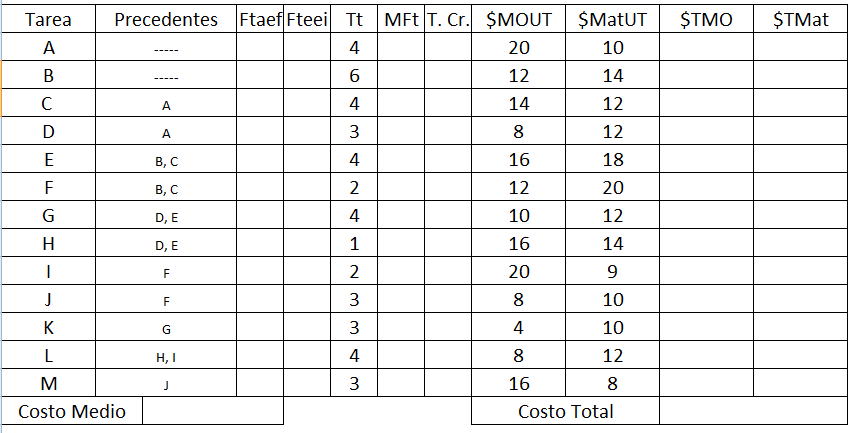 Tarea Precedentes Ftaef Fteei Tt MFt T. Cr. $MOUT $MatUT $TMO $TMat
A ----- 4 20 10
B ----- 6 12 14
C A 4 14 12
D A 3 8 12
E B, C 4 16 18
F B, C 2 12 20
G D, E 4 10 12
H D, E 1 16 14
I F 2 20 9
J F 3 8 10
K G 3 4 10
L H, I 4 8 12
M J 3 16 8
Costo Medio Costo Total